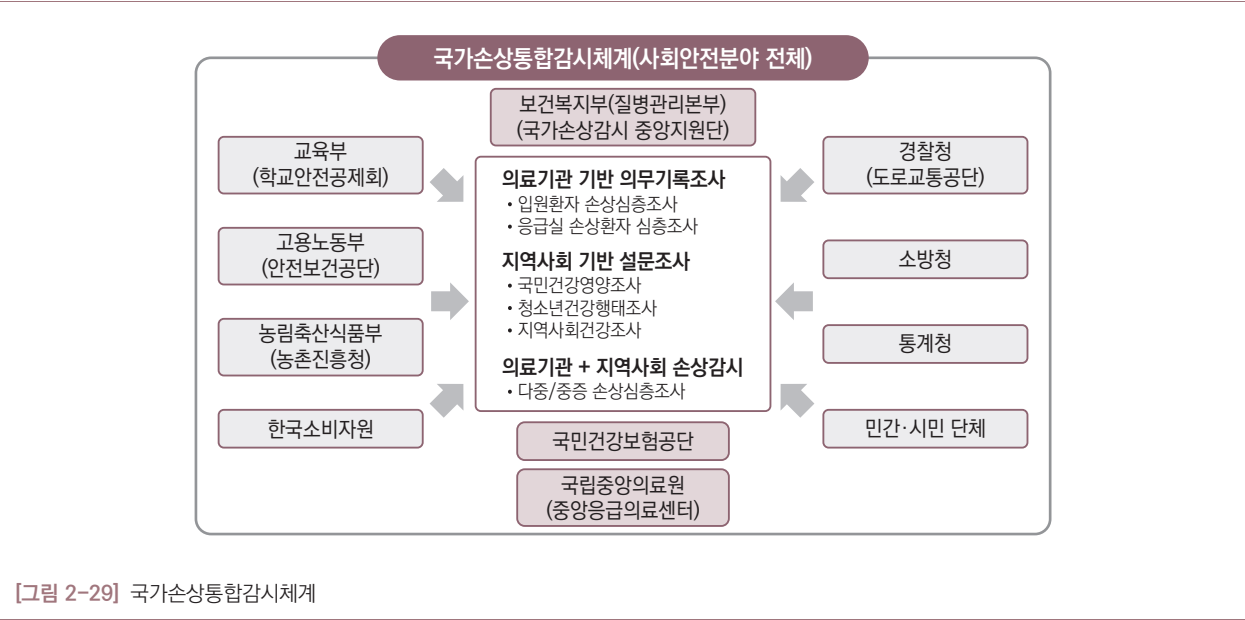 국가손상통합감시체계(사회안전분야 전체)
보건복지부(질병관리본부)
(국가손상감시 중앙지원단)
교육부
(학교안전공제회)
고용노동부
(안전보건공단)
농림축산식품부
(농촌진흥청)
한국소비자원
의료기관 기반 의무기록조사
• 입원환자 손상심층조사
• 응급실 손상환자 심층조사
지역사회 기반 설문조사
• 국민건강영양조사
• 청소년건강행태조사
• 지역사회건강조사
의료기관 + 지역사회 손상감시
• 다중/중증 손상심층조사
경찰청
(도로교통공단)
소방청
통계청
민간·시민 단체
국민건강보험공단
국립중앙의료원
(중앙응급의료센터)
[그림 2-29] 국가손상통합감시체계